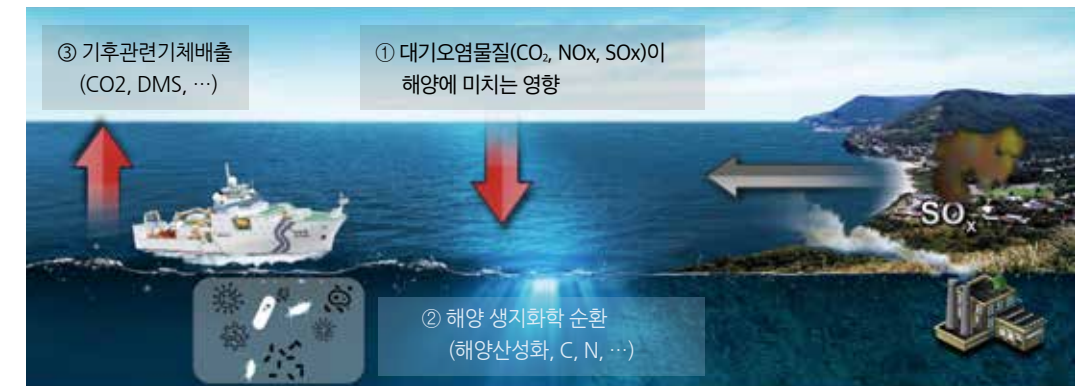 ③ 기후관련기체배출
(CO2, DMS, …)
① 대기오염물질(CO₂, NOx, SOx)이
해양에 미치는 영향
SOₓ
② 해양 생지화학 순환
(해양산성화, C, N, …)